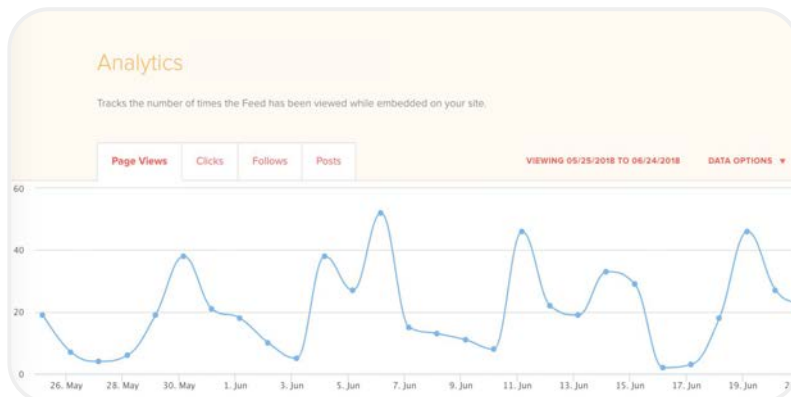 Analytics
Tracks the number of times the Feed has been viewed while embedded on your site.
Page Views Clicks Follows Posts VIEWING 05/25/2018 TO 06/24/2018 DATA OPTIONS ▼
60
40
20
0
26. May 28. May 30. May 1. Jun 3. Jun 5. Jun 7. Jun 9. Jun 11. Jun 13. Jun 15. Jun 17. Jun 19. Jun